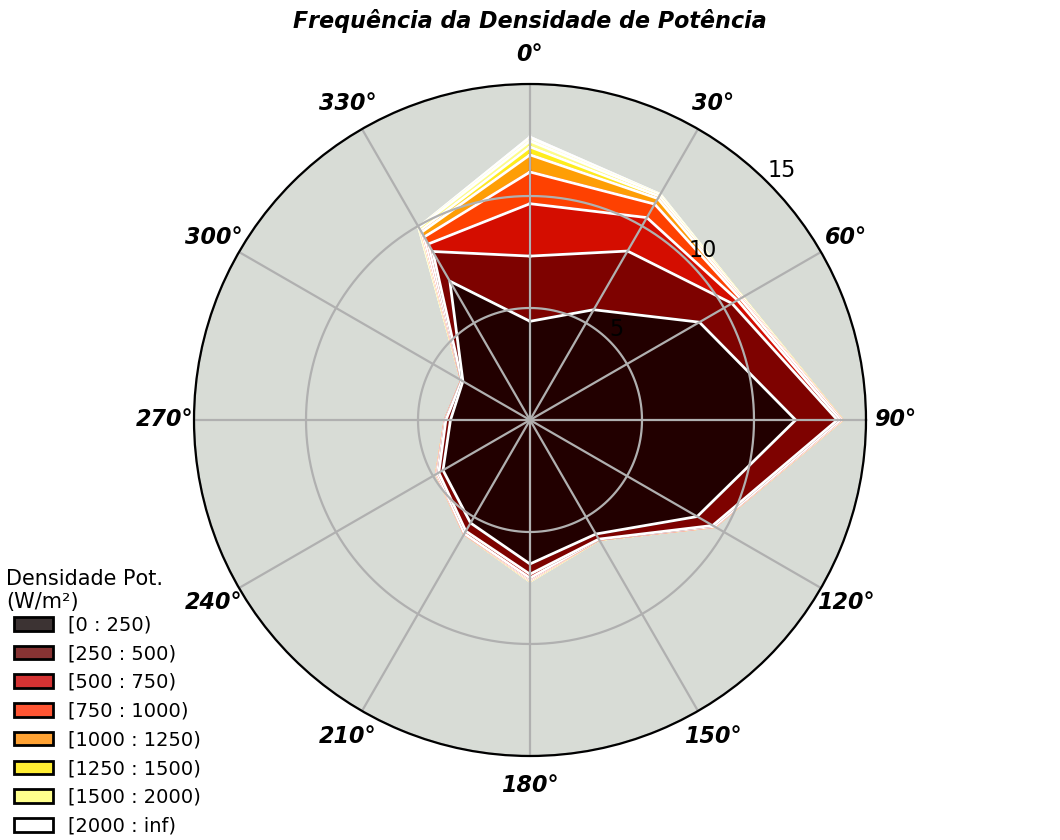 Frequência da Densidade de Potência
0°
330°
30°
15
300°
60°
10
5
270°
90°
240°
120°
210°
150°
180°
Densidade Pot.
(W/m²)
[0 : 250)
[250 : 500)
[500 : 750)
[750 : 1000)
[1000 : 1250)
[1250 : 1500)
[1500 : 2000)
[2000 : inf)